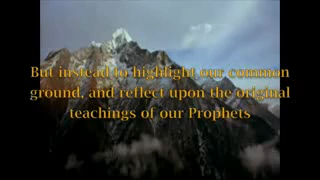 But instead to highlight our common
ground, and reflect upon the original
teachings of our Prophets